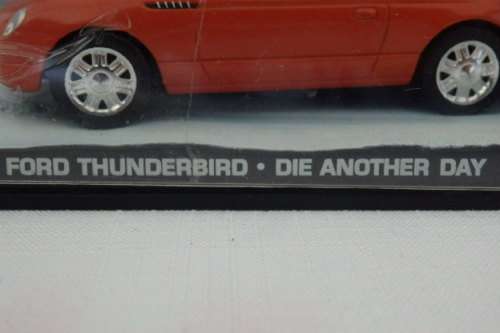 FORD THUNDERBIRD • DIE ANOTHER DAY